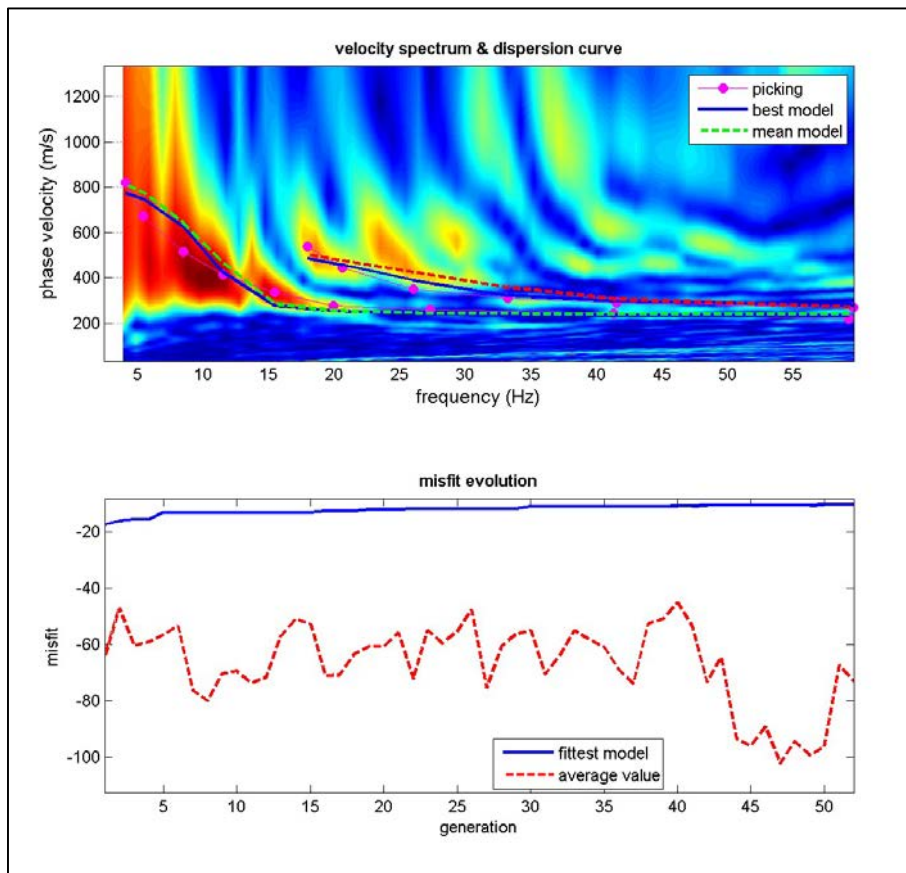 velocity spectrum & dispersion curve
phase velocity (m/s)
1200
1000
800
600
400
200
picking
best model
mean model
5 10 15 20 25 30 35 40 45 50 55
frequency (Hz)
misfit evolution
misfit
-20
-40
-60
-80
-100
fittest model
average value
5 10 15 20 25 30 35 40 45 50
generation